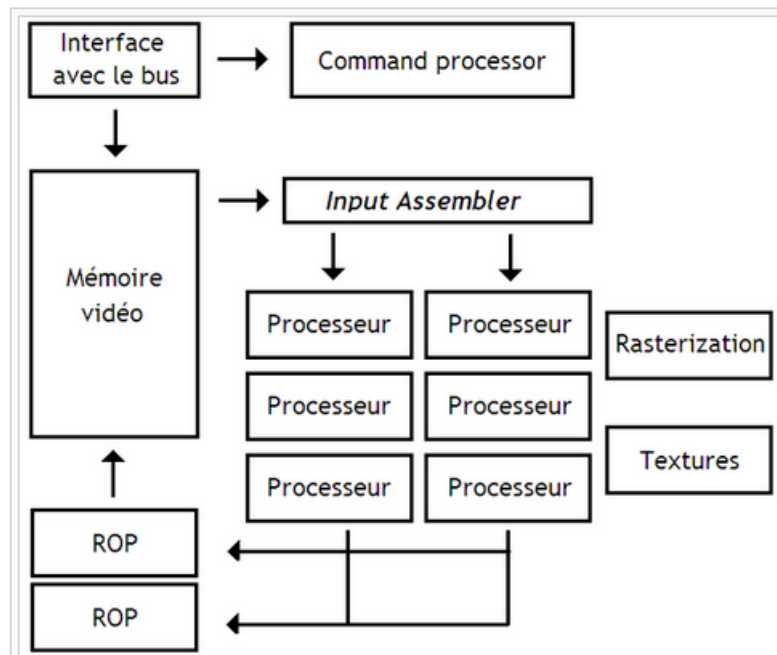 Interface
avec le bus
Command processor
Input Assembler
Mémoire
vidéo
Processeur
Processeur
Rasterization
Processeur
Processeur
Textures
Processeur
Processeur
ROP
ROP